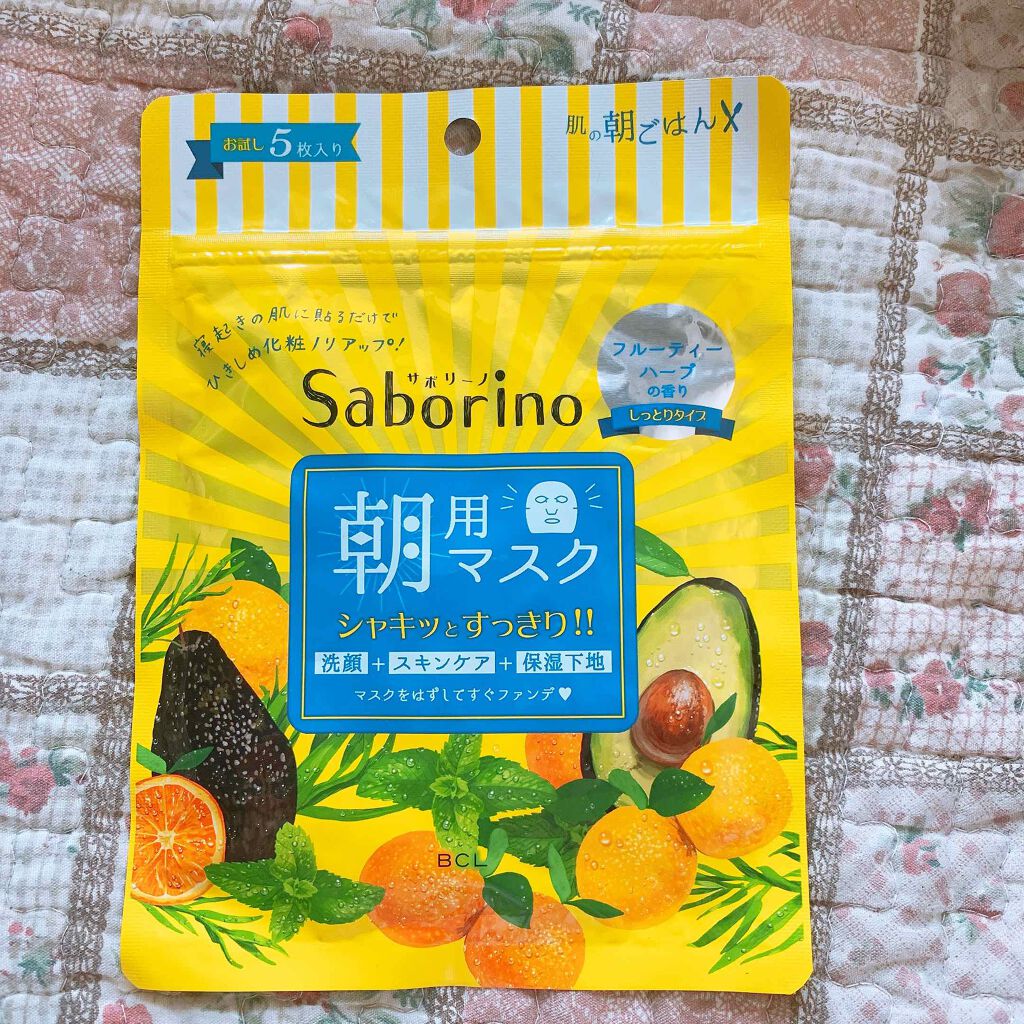 お試し5枚入り
肌の朝ごはん
寝起きの肌に貼るだけで
ひきしめ化粧ノリアップ!
サボリーノ
Saborino
フルーティー
ハーブ
の香り
しっとりタイプ
朝用マスク
シャキッとすっきり!!
洗顔+スキンケア+保湿下地
マスクをはずしてすぐファンデ♥
BCL